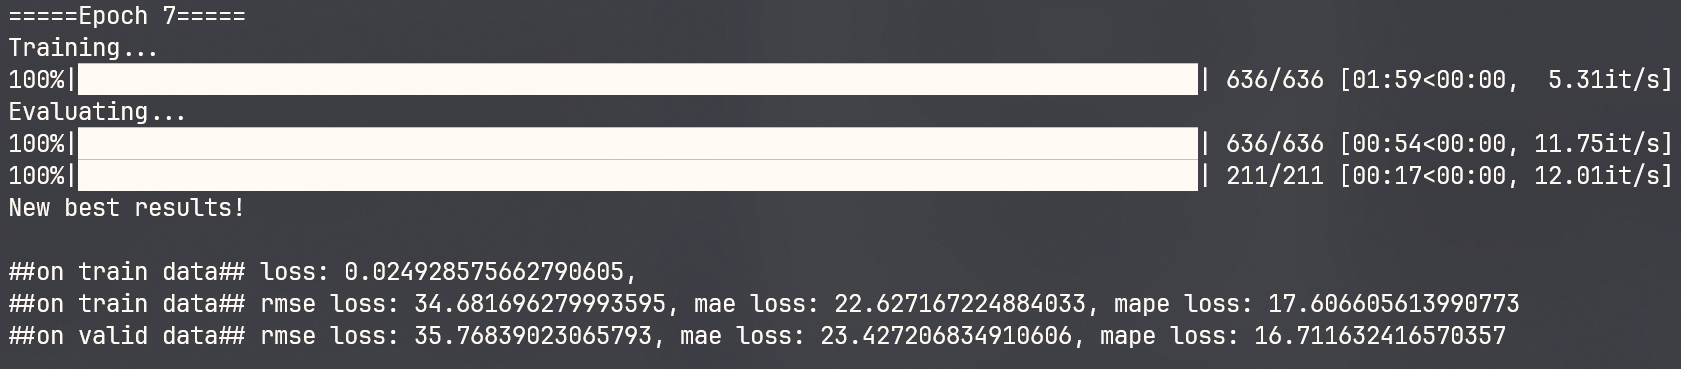 =====Epoch 7=====
Training...
100%|██████████| 636/636 [01:59<00:00,  5.31it/s]
Evaluating...
100%|██████████| 636/636 [00:54<00:00, 11.75it/s]
100%|██████████| 211/211 [00:17<00:00, 12.01it/s]
New best results!
##on train data## loss: 0.024928575662790605,
##on train data## rmse loss: 34.681696279993595, mae loss: 22.627167224884033, mape loss: 17.606605613990773
##on valid data## rmse loss: 35.76839023065793, mae loss: 23.427206834910606, mape loss: 16.711632416570357